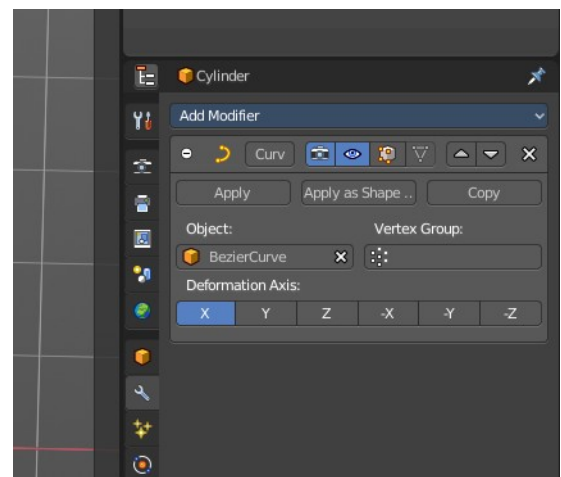 Cylinder
Add Modifier
Curv
Apply Apply as Shape .. Copy
Object: Vertex Group:
BezierCurve
Deformation Axis:
X Y Z -X -Y -Z